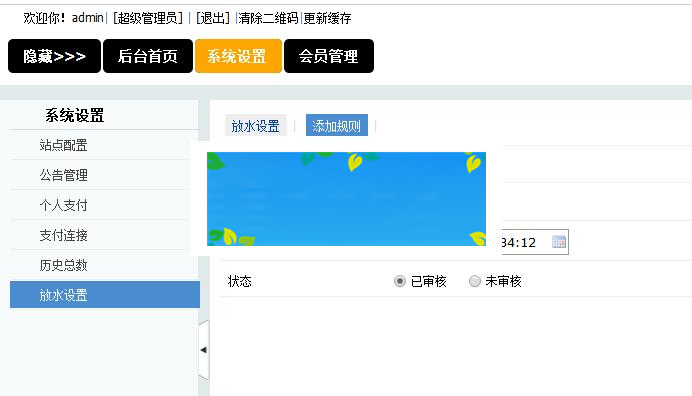 欢迎你！admin| [超级管理员] | [退出] |清除二维码|更新缓存
隐藏>>> 后台首页 系统设置 会员管理
系统设置
站点配置
公告管理
个人支付
支付连接
历史总数
放水设置
放水设置 | 添加规则 |
34:12
状态 已审核 未审核